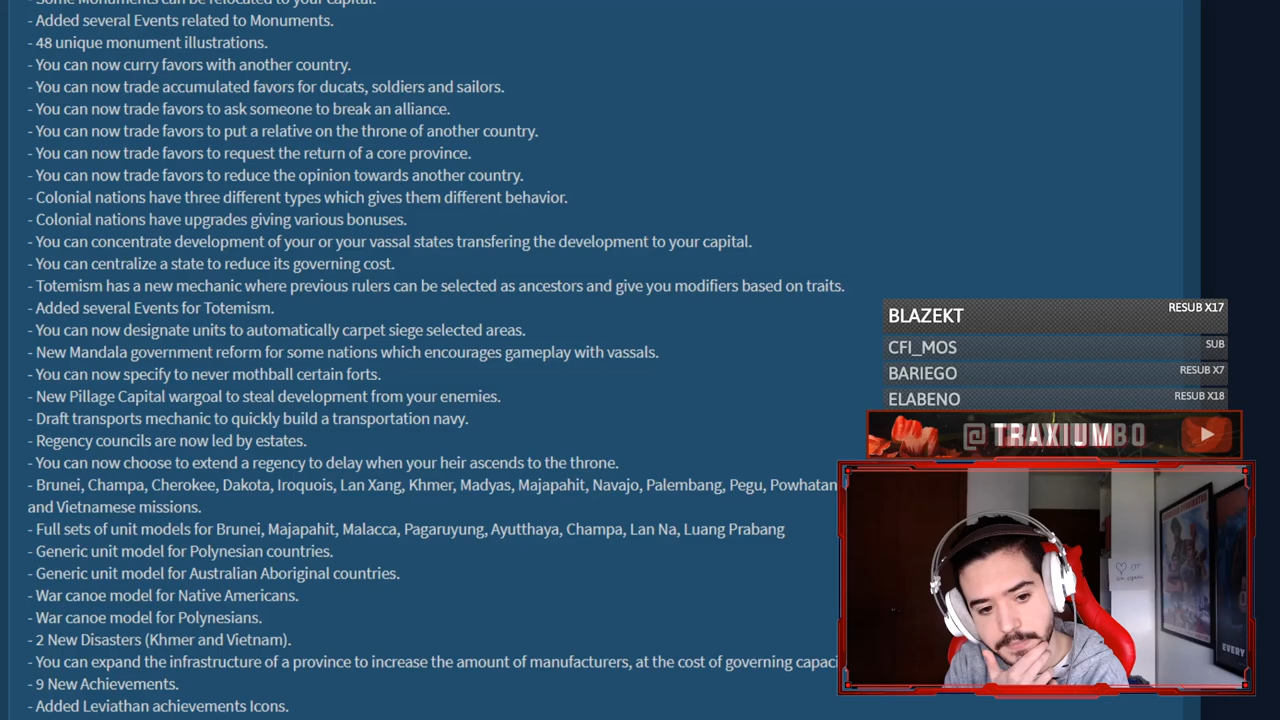 - Some Monuments can be relocated to your capital.
- Added several Events related to Monuments.
- 48 unique monument illustrations.
- You can now curry favors with another country.
- You can now trade accumulated favors for ducats, soldiers and sailors.
- You can now trade favors to ask someone to break an alliance.
- You can now trade favors to put a relative on the throne of another country.
- You can now trade favors to request the return of a core province.
- You can now trade favors to reduce the opinion towards another country.
- Colonial nations have three different types which gives them different behavior.
- Colonial nations have upgrades giving various bonuses.
- You can concentrate development of your or your vassal states transfering the development to your capital.
- You can centralize a state to reduce its governing cost.
- Totemism has a new mechanic where previous rulers can be selected as ancestors and give you modifiers based on traits.
- Added several Events for Totemism.
- You can now designate units to automatically carpet siege selected areas.
- New Mandala government reform for some nations which encourages gameplay with vassals.
- You can now specify to never mothball certain forts.
- New Pillage Capital wargoal to steal development from your enemies.
- Draft transports mechanic to quickly build a transportation navy.
- Regency councils are now led by estates.
- You can now choose to extend a regency to delay when your heir ascends to the throne.
- Brunei, Champa, Cherokee, Dakota, Iroquois, Lan Xang, Khmer, Madyas, Majapahit, Navajo, Palembang, Pegu, Powhatan
and Vietnamese missions.
- Full sets of unit models for Brunei, Majapahit, Malacca, Pagaruyung, Ayutthaya, Champa, Lan Na, Luang Prabang
- Generic unit model for Polynesian countries.
- Generic unit model for Australian Aboriginal countries.
- War canoe model for Native Americans.
- War canoe model for Polynesians.
- 2 New Disasters (Khmer and Vietnam).
- You can expand the infrastructure of a province to increase the amount of manufacturers, at the cost of governing capaci
- 9 New Achievements.
- Added Leviathan achievements Icons.
BLAZEKT RESUB X17
CFI_MOS SUB
BARIEGO RESUB X7
ELABENO RESUB X18
@TRAXIUMBO
EVERY